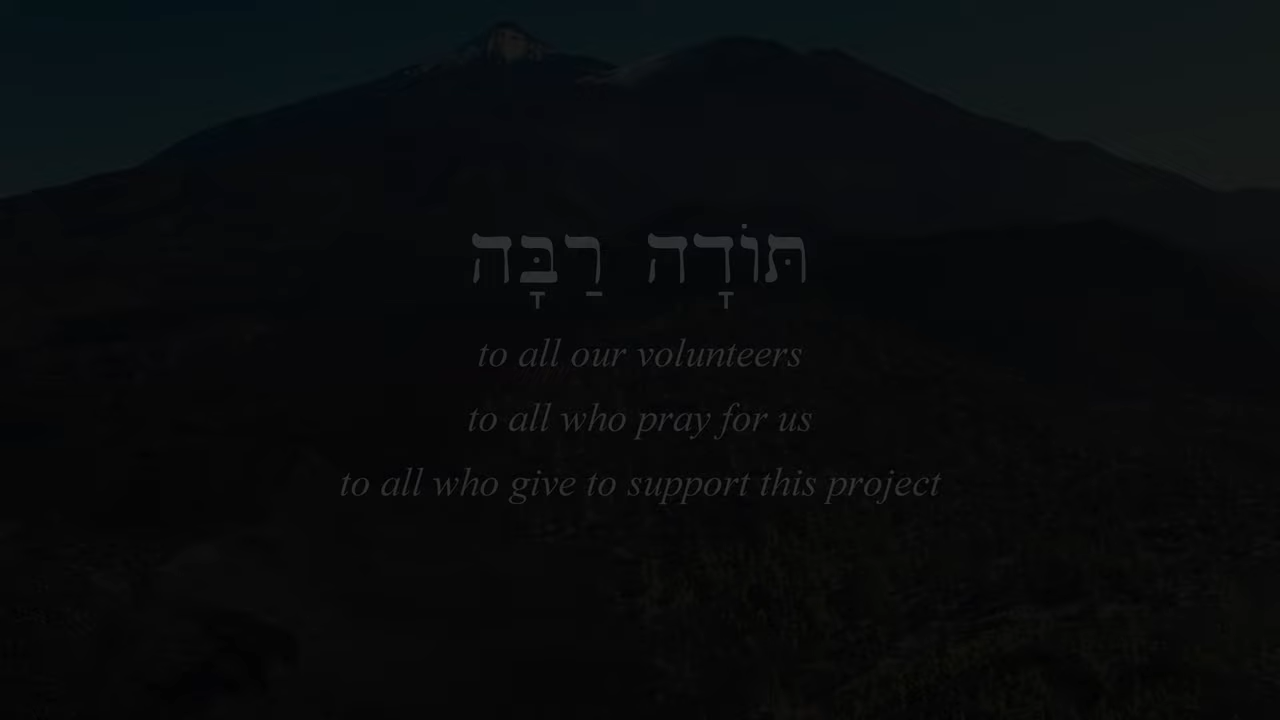 תּוֹדָה רַבָּה
to all our volunteers
to all who pray for us
to all who give to support this project